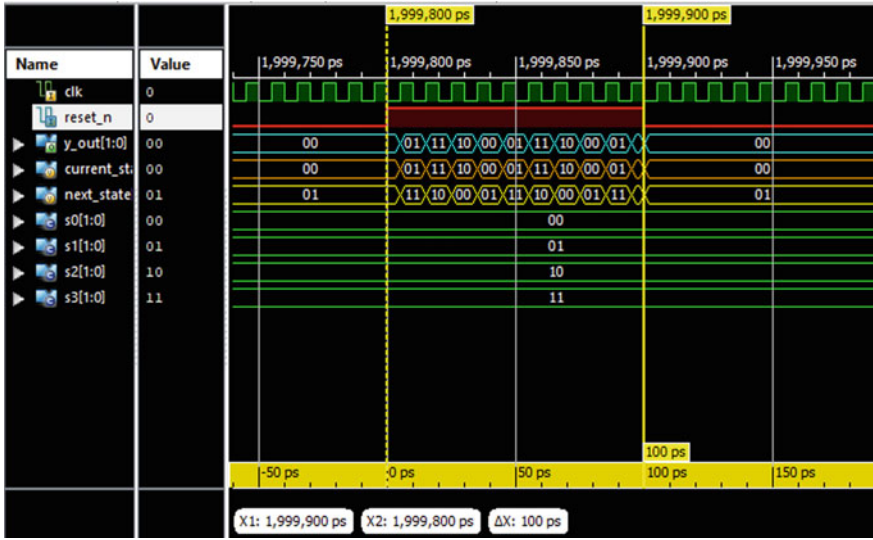 1,999,800 ps 1,999,900 ps
Name Value 1,999,750 ps 1,999,800 ps 1,999,850 ps 1,999,900 ps 1,999,950 ps
clk 0
reset_n 0
y_out[1:0] 00 00 01 11 10 00 01 11 10 00 01 00
current_sta 00 00 01 11 10 00 01 11 10 00 01 00
next_state 01 01 11 10 00 01 11 10 00 01 11 01
s0[1:0] 00 00
s1[1:0] 01 01
s2[1:0] 10 10
s3[1:0] 11 11
100 ps
-50 ps 0 ps 50 ps 100 ps 150 ps
X1: 1,999,900 ps X2: 1,999,800 ps ΔX: 100 ps